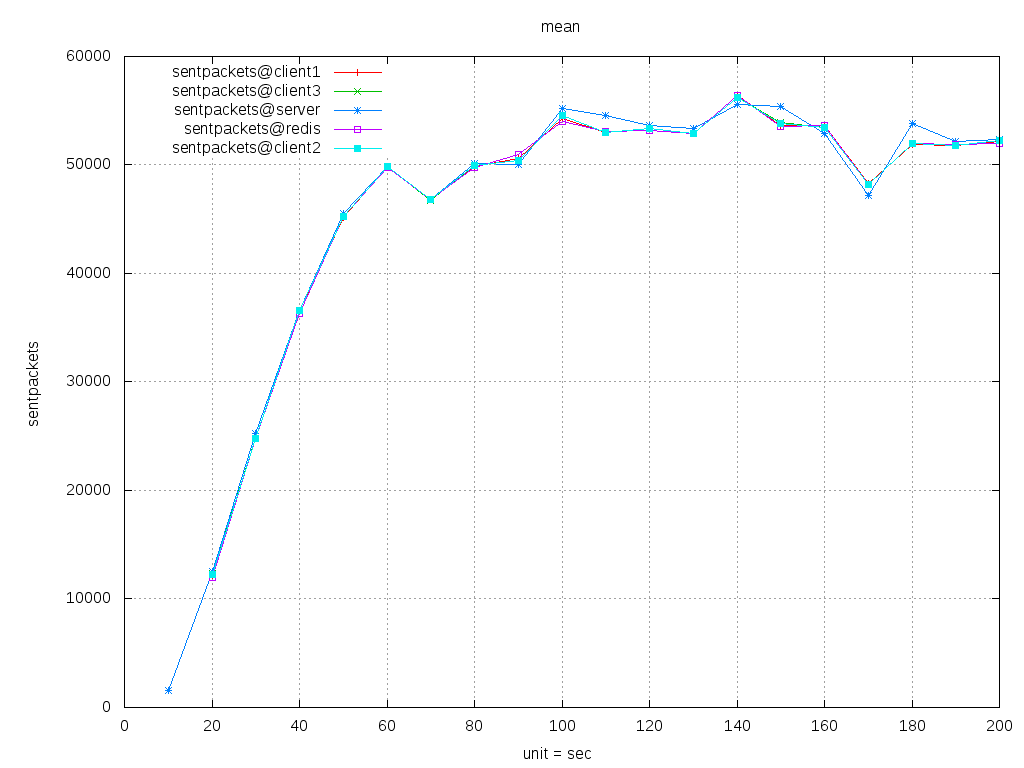 mean
60000
50000
40000
30000
20000
10000
0
sentpackets
sentpackets@client1
sentpackets@client3
sentpackets@server
sentpackets@redis
sentpackets@client2
0 20 40 60 80 100 120 140 160 180 200
unit = sec